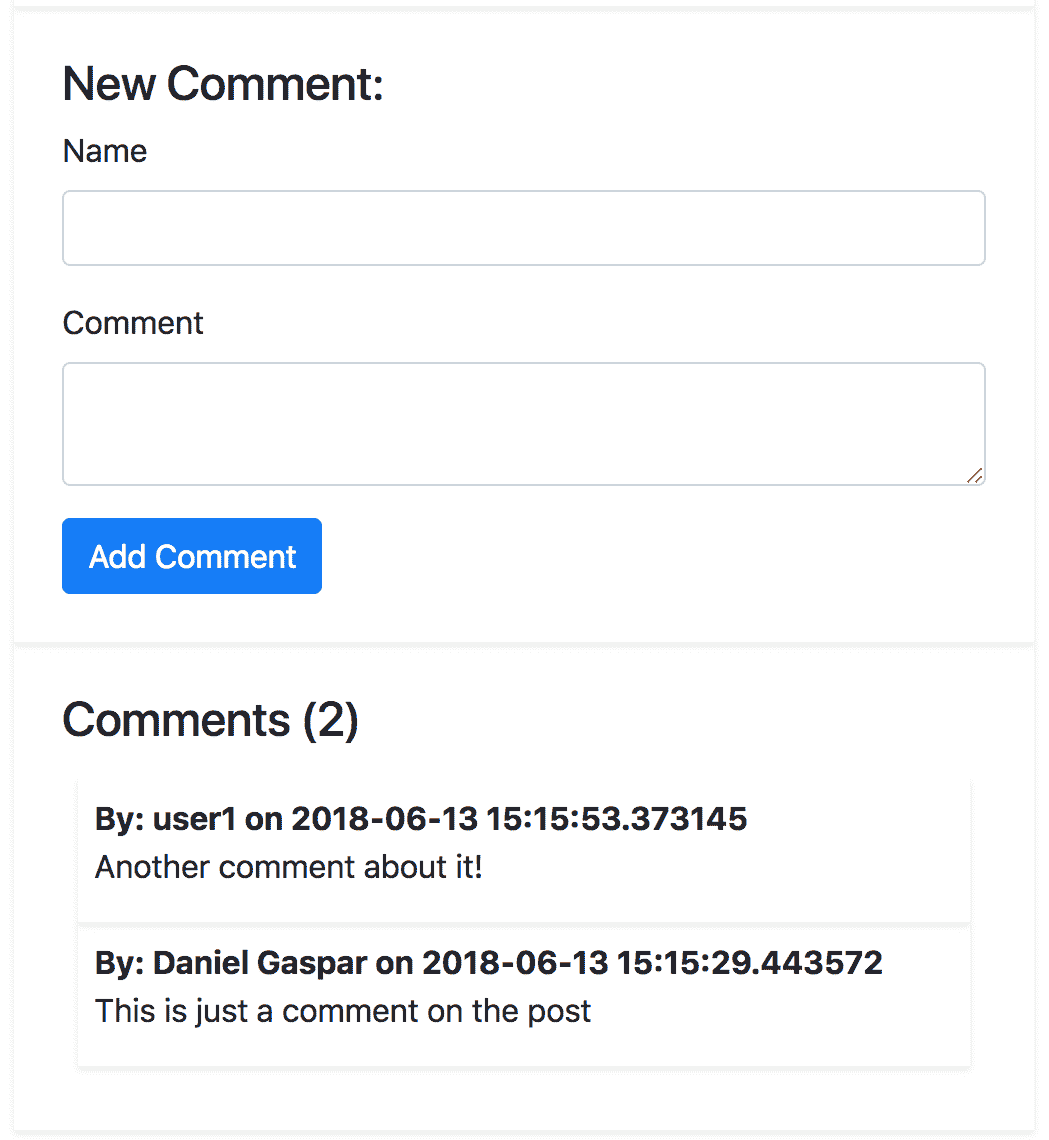 New Comment:
Name
Comment
Add Comment
Comments (2)
By: user1 on 2018-06-13 15:15:53.373145
Another comment about it!
By: Daniel Gaspar on 2018-06-13 15:15:29.443572
This is just a comment on the post